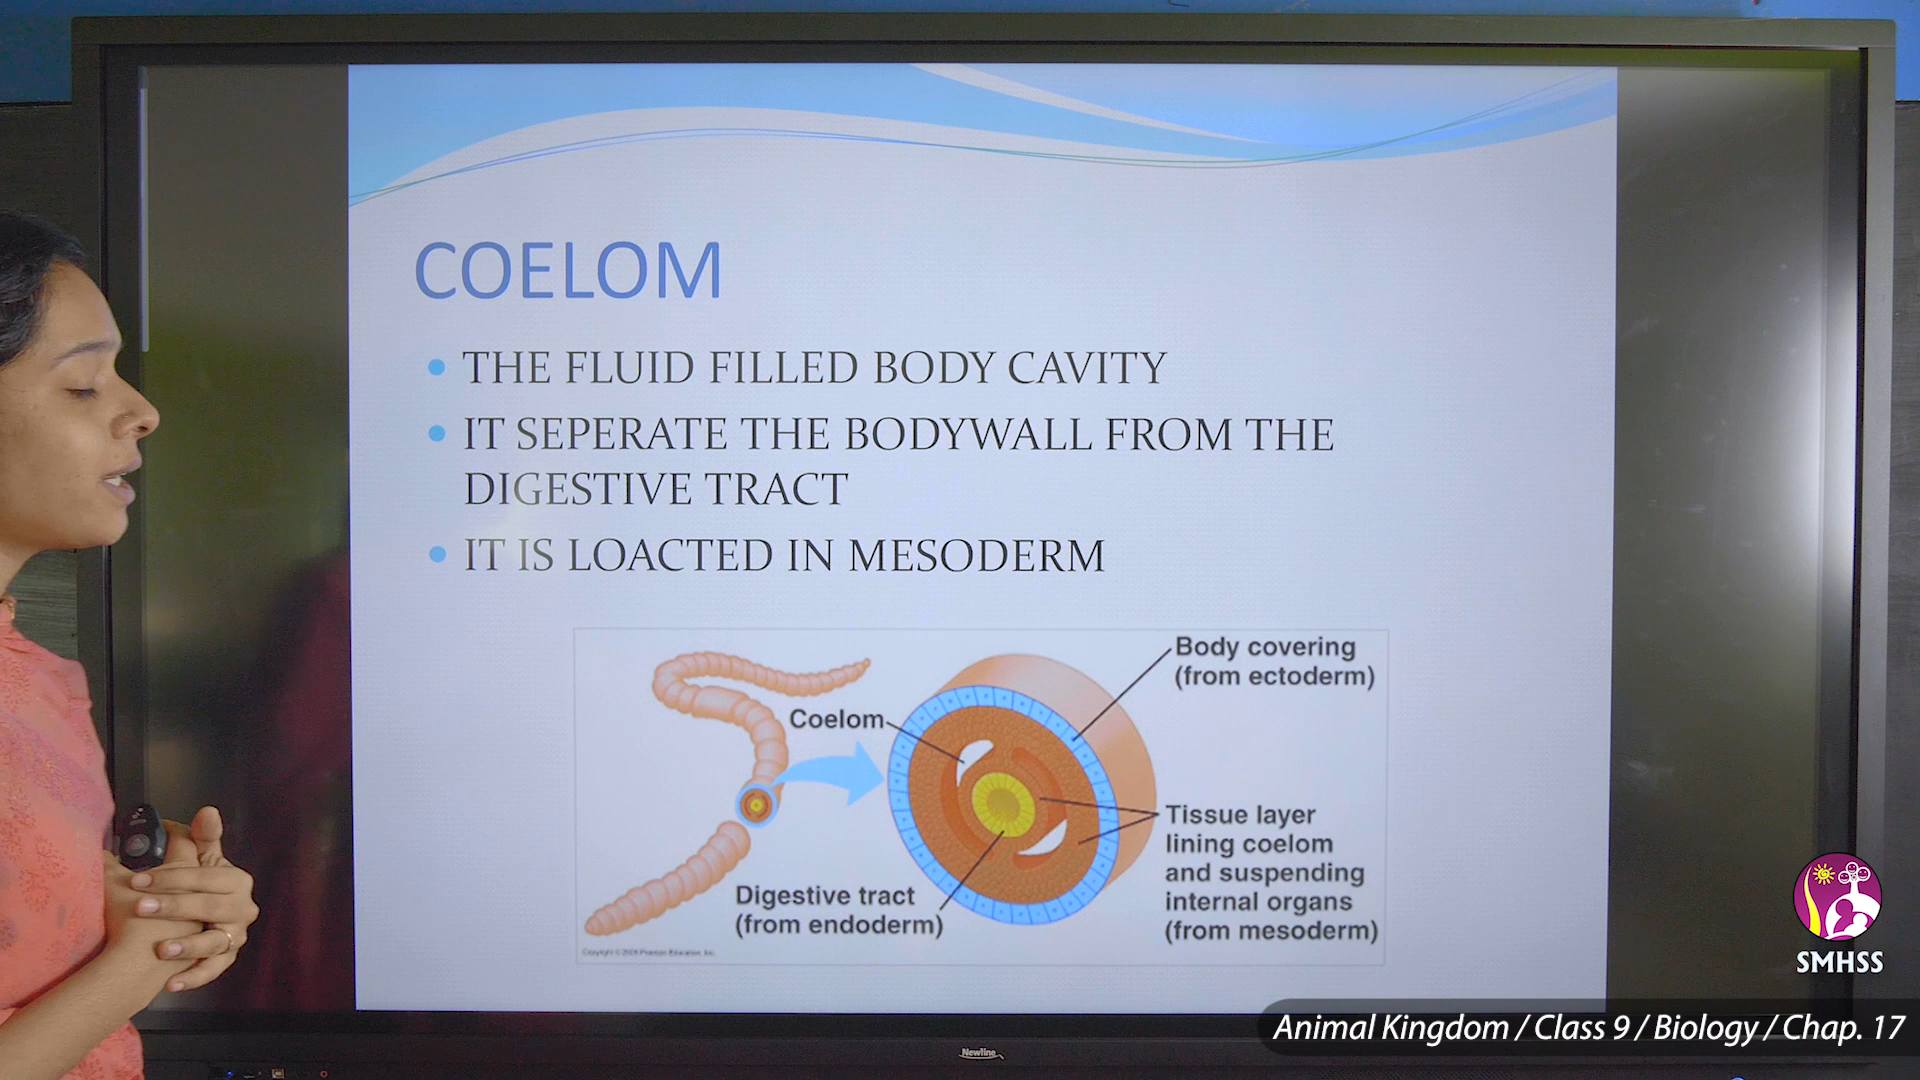 COELOM
THE FLUID FILLED BODY CAVITY
IT SEPERATE THE BODYWALL FROM THE
DIGESTIVE TRACT
IT IS LOACTED IN MESODERM
Body covering
(from ectoderm)
Coelom
Tissue layer
lining coelom
and suspending
internal organs
(from mesoderm)
Digestive tract
(from endoderm)
SMHSS
Animal Kingdom / Class 9 / Biology / Chap. 17
Newline